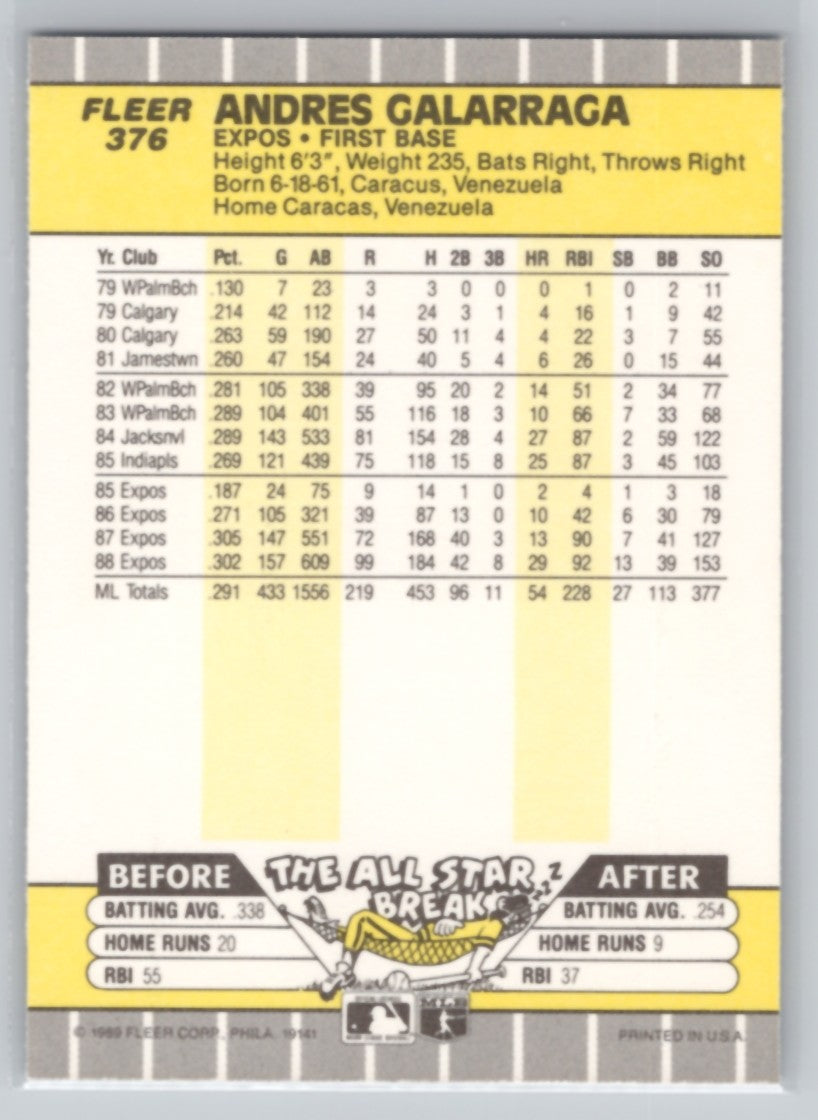 FLEER
376
ANDRES GALARRAGA
EXPOS • FIRST BASE
Height 6'3", Weight 235, Bats Right, Throws Right
Born 6-18-61, Caracus, Venezuela
Home Caracas, Venezuela
Yr. Club Pct. G AB R H 2B 3B HR RBI SB BB SO
79 WPalmBch .130 7 23 3 3 0 0 0 1 0 2 11
79 Calgary .214 42 112 14 24 3 1 4 16 1 9 42
80 Calgary .263 59 190 27 50 11 4 4 22 3 7 55
81 Jamestwn .260 47 154 24 40 5 4 6 26 0 15 44
82 WPalmBch .281 105 338 39 95 20 2 14 51 2 34 77
83 WPalmBch .289 104 401 55 116 18 3 10 66 7 33 68
84 Jacksnvl .289 143 533 81 154 28 4 27 87 2 59 122
85 Indiapls .269 121 439 75 118 15 8 25 87 3 45 103
85 Expos .187 24 75 9 14 1 0 2 4 1 3 18
86 Expos .271 105 321 39 87 13 0 10 42 6 30 79
87 Expos .305 147 551 72 168 40 3 13 90 7 41 127
88 Expos .302 157 609 99 184 42 8 29 92 13 39 153
ML Totals .291 433 1556 219 453 96 11 54 228 27 113 377
THE ALL STAR
BREAK
ZZZ
BEFORE
BATTING AVG. .338
HOME RUNS 20
RBI 55
AFTER
BATTING AVG. .254
HOME RUNS 9
RBI 37
MLB
© 1989 FLEER CORP., PHILA. 19141
PRINTED IN U.S.A.